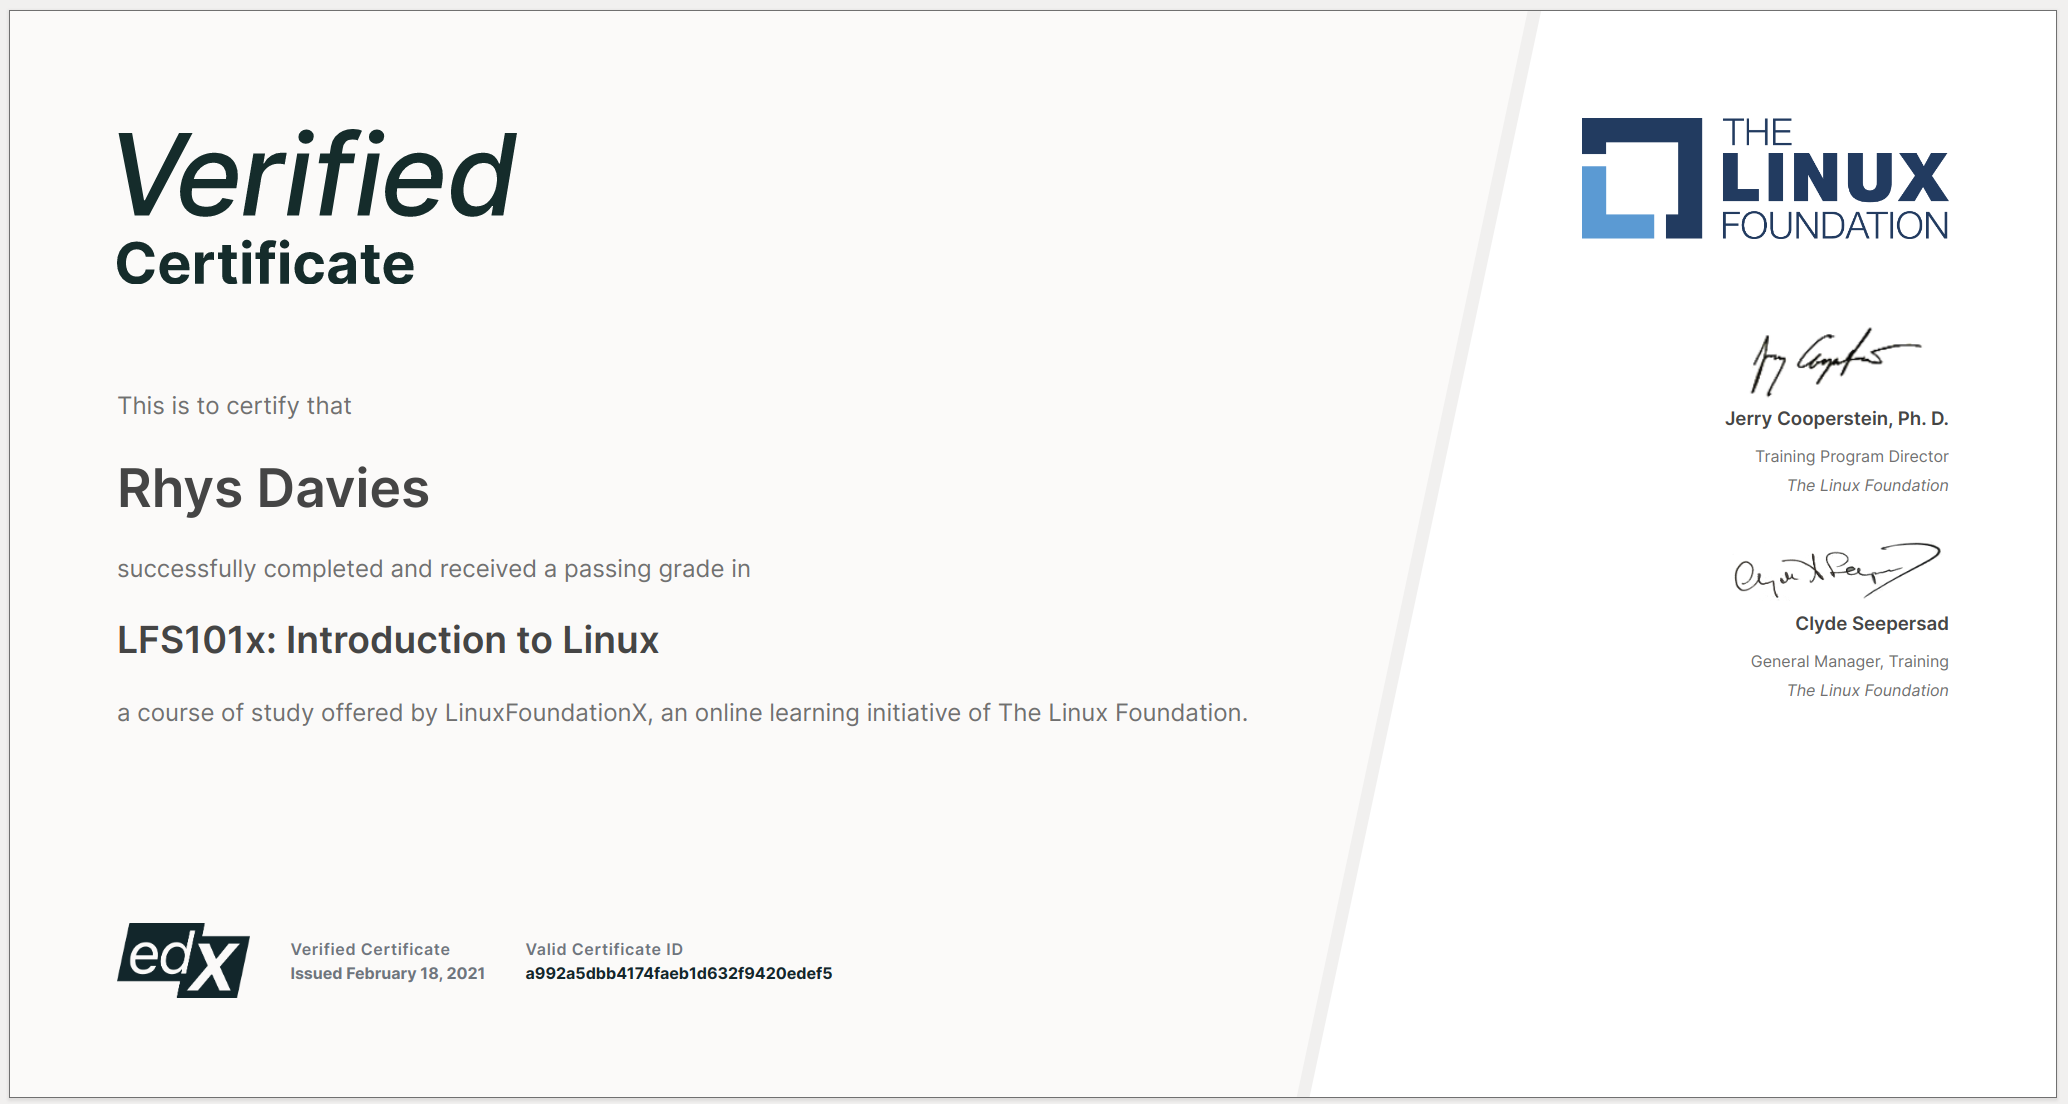 Verified
Certificate
This is to certify that
Rhys Davies
successfully completed and received a passing grade in
LFS101x: Introduction to Linux
a course of study offered by LinuxFoundationX, an online learning initiative of The Linux Foundation.
edX
Verified Certificate
Issued February 18, 2021
Valid Certificate ID
a992a5dbb4174faeb1d632f9420edef5
THE
LINUX
FOUNDATION
Jerry Cooperstein, Ph. D.
Training Program Director
The Linux Foundation
Clyde Seepersad
General Manager, Training
The Linux Foundation